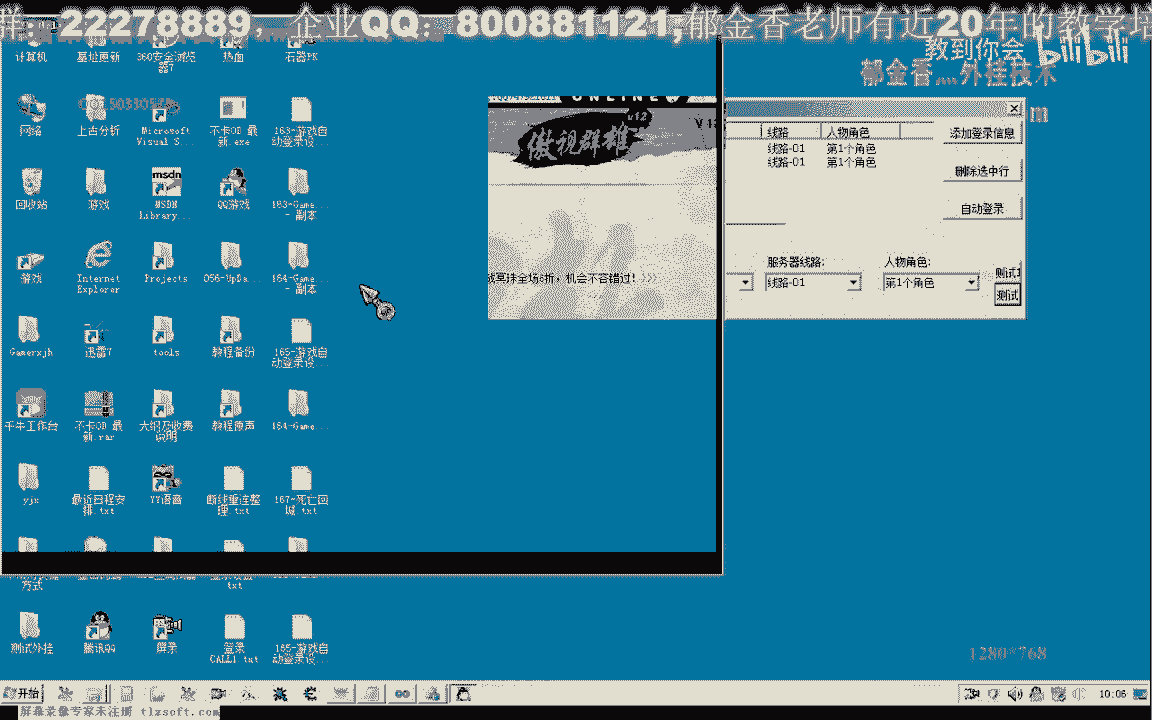 群：22278889， 企业QQ：800881121;郁金香老师有近20年的教学培
教到你会
bilibili
郁金香
外挂技术
计算机
基址更新
360安全浏览器7
热血
石器PK
网络
上古分析
Microsoft Visual S...
不卡OD 最新.exe
163-游戏自动登录设...
回收站
游戏
MSDN Library...
QQ游戏
163-Game... - 副本
游戏
Internet Explorer
Projects
056-UpDa...
164-Game... - 副本
Gamerxjh
迅雷7
tools
教程备份
165-游戏自动登录设...
千牛工作台
不卡OD 最新.rar
大纲及收费说明
教程原声
164-Game...
yjx
最近日程安排.txt
YY语音
断线重连整理.txt
167-死亡回城.txt
方式
txt
测试外挂
腾讯QQ
屏录
登录CALL1.txt
165-游戏自动登录设...
ONLINE
傲视群雄
v12
全场8折，机会不容错过! >>>
线路
人物角色
线路-01
第1个角色
线路-01
第1个角色
添加登录信息
删除选中行
自动登录
服务器线路:
人物角色:
线路-01
第1个角色
测试1
测试
m
1280*768
开始
10:06
屏幕录像专家未注册 tlxsoft.com